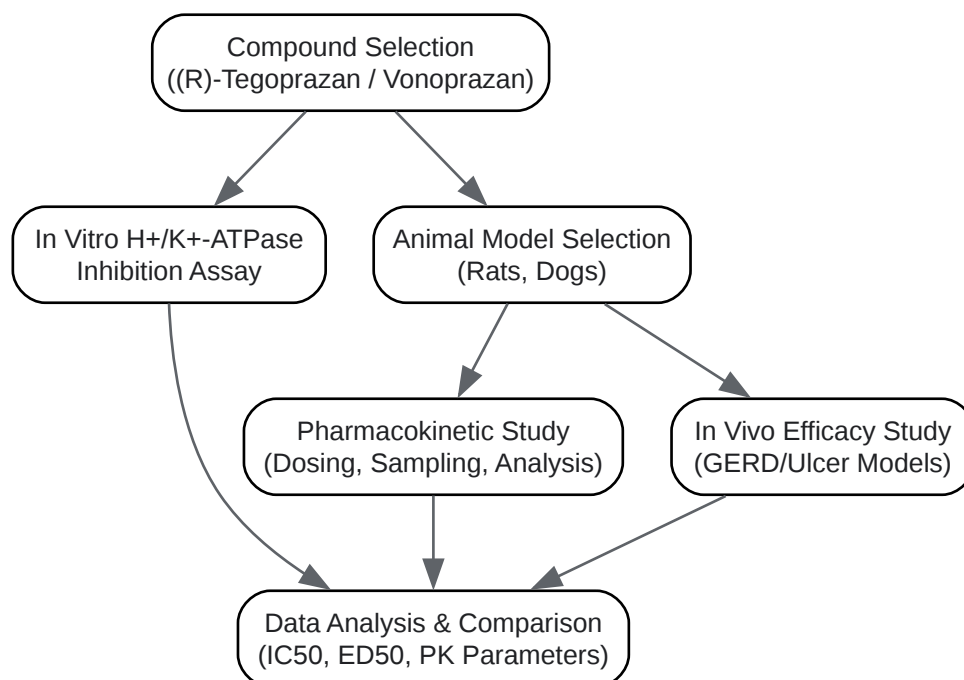 Compound Selection
((R)-Tegoprazan / Vonoprazan)
In Vitro H+/K+-ATPase
Inhibition Assay
Animal Model Selection
(Rats, Dogs)
Pharmacokinetic Study
(Dosing, Sampling, Analysis)
In Vivo Efficacy Study
(GERD/Ulcer Models)
Data Analysis & Comparison
(IC50, ED50, PK Parameters)